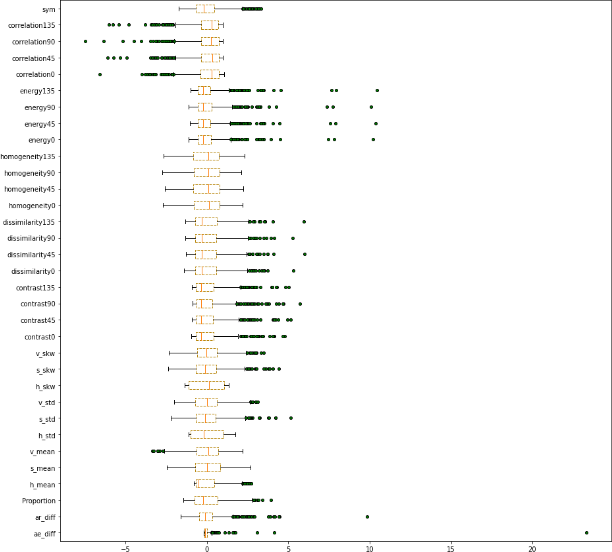 sym
correlation135
correlation90
correlation45
correlation0
energy135
energy90
energy45
energy0
homogeneity135
homogeneity90
homogeneity45
homogeneity0
dissimilarity135
dissimilarity90
dissimilarity45
dissimilarity0
contrast135
contrast90
contrast45
contrast0
v_skw
s_skw
h_skw
v_std
s_std
h_std
v_mean
s_mean
h_mean
Proportion
ar_diff
ae_diff
−5 0 5 10 15 20